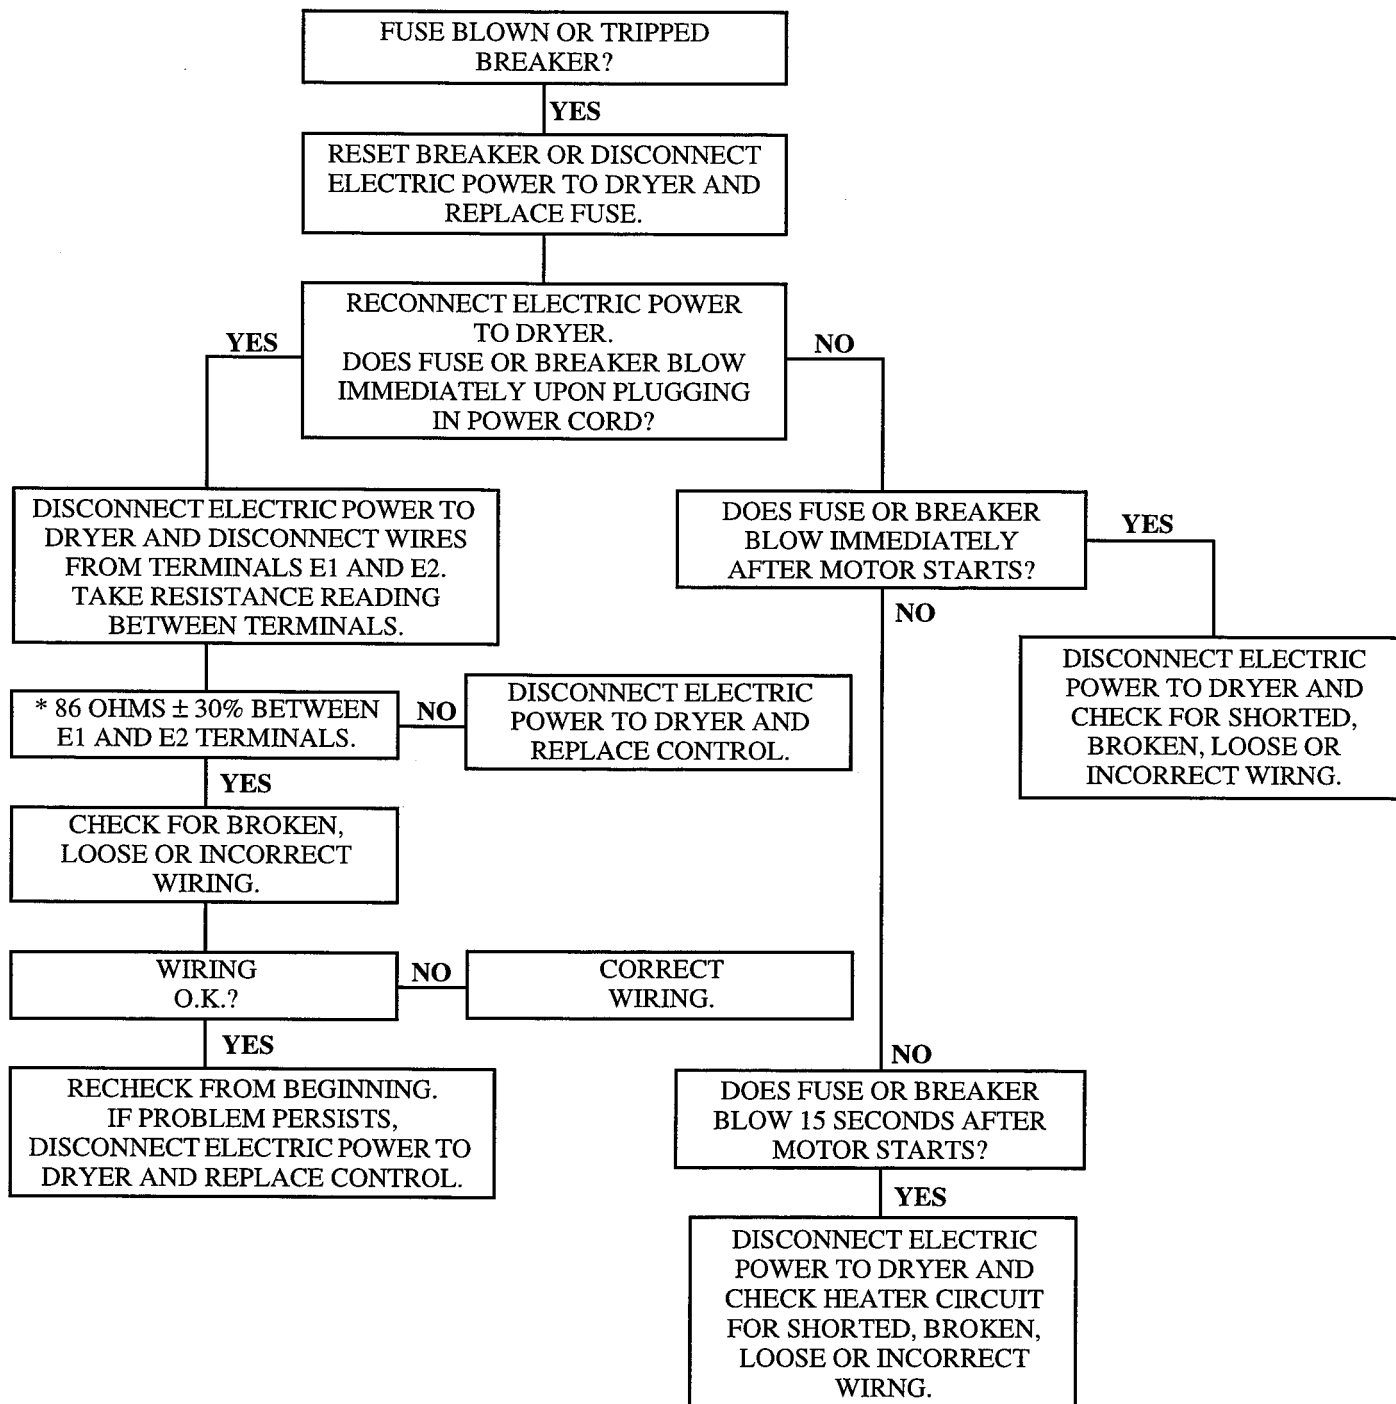 FUSE BLOWN OR TRIPPED
BREAKER?
YES
RESET BREAKER OR DISCONNECT
ELECTRIC POWER TO DRYER AND
REPLACE FUSE.
RECONNECT ELECTRIC POWER
TO DRYER.
DOES FUSE OR BREAKER BLOW
IMMEDIATELY UPON PLUGGING
IN POWER CORD?
YES
NO
DISCONNECT ELECTRIC POWER TO
DRYER AND DISCONNECT WIRES
FROM TERMINALS E1 AND E2.
TAKE RESISTANCE READING
BETWEEN TERMINALS.
* 86 OHMS ± 30% BETWEEN
E1 AND E2 TERMINALS.
NO
DISCONNECT ELECTRIC
POWER TO DRYER AND
REPLACE CONTROL.
YES
CHECK FOR BROKEN,
LOOSE OR INCORRECT
WIRING.
WIRING
O.K.?
NO
CORRECT
WIRING.
YES
RECHECK FROM BEGINNING.
IF PROBLEM PERSISTS,
DISCONNECT ELECTRIC POWER TO
DRYER AND REPLACE CONTROL.
DOES FUSE OR BREAKER
BLOW IMMEDIATELY
AFTER MOTOR STARTS?
YES
DISCONNECT ELECTRIC
POWER TO DRYER AND
CHECK FOR SHORTED,
BROKEN, LOOSE OR
INCORRECT WIRNG.
NO
NO
DOES FUSE OR BREAKER
BLOW 15 SECONDS AFTER
MOTOR STARTS?
YES
DISCONNECT ELECTRIC
POWER TO DRYER AND
CHECK HEATER CIRCUIT
FOR SHORTED, BROKEN,
LOOSE OR INCORRECT
WIRNG.